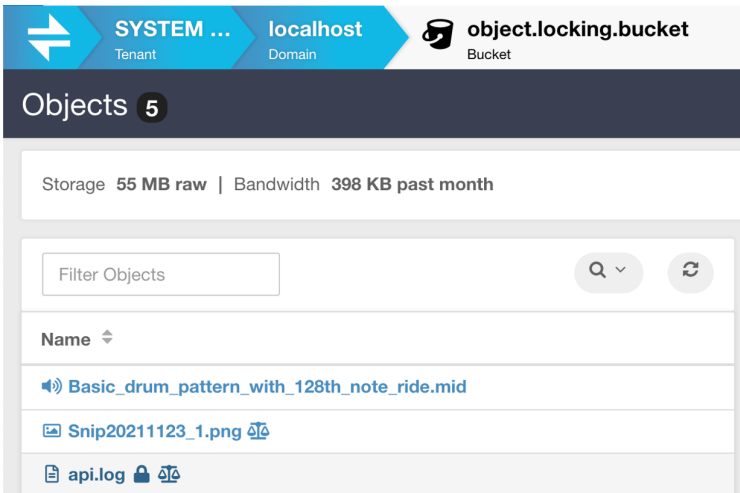 SYSTEM ... localhost object.locking.bucket
Tenant Domain Bucket
Objects 5
Storage 55 MB raw | Bandwidth 398 KB past month
Filter Objects
Name
Basic_drum_pattern_with_128th_note_ride.mid
Snip20211123_1.png
api.log